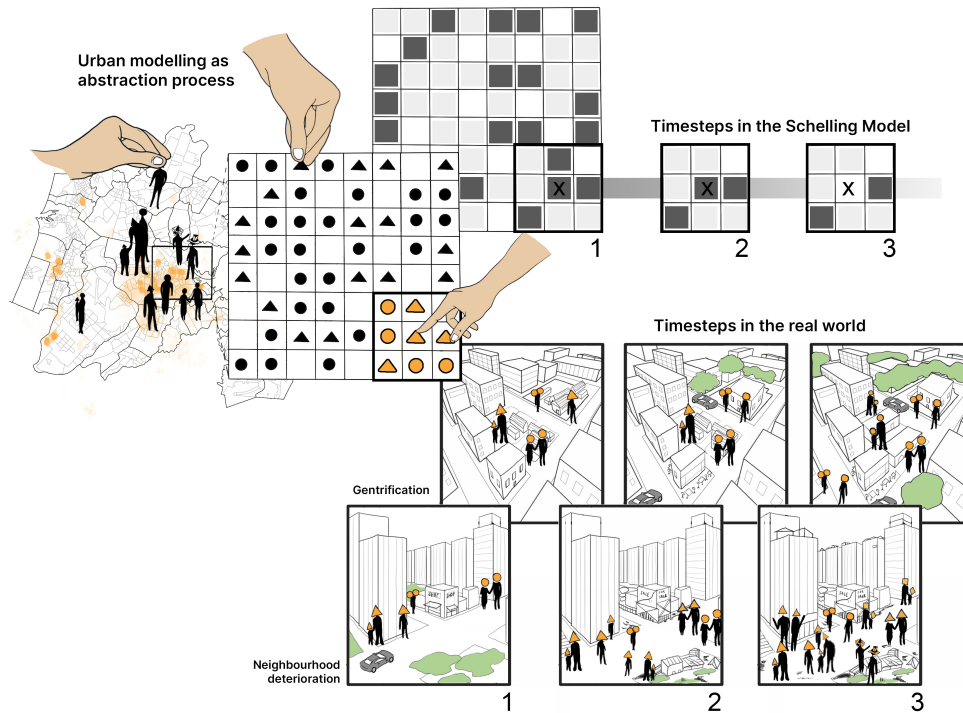 Urban modelling as
abstraction process
Timesteps in the Schelling Model
X
X
X
1
2
3
Timesteps in the real world
Gentrification
Neighbourhood
deterioration
1
2
3